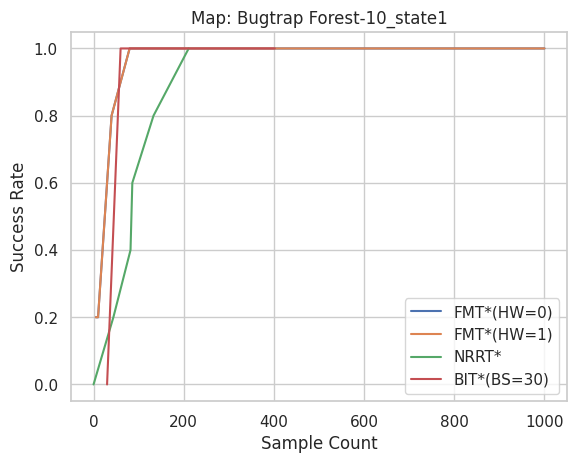 Map: Bugtrap Forest-10_state1
Success Rate
1.0
0.8
0.6
0.4
0.2
0.0
0
200
400
600
800
1000
Sample Count
FMT*(HW=0)
FMT*(HW=1)
NRRT*
BIT*(BS=30)